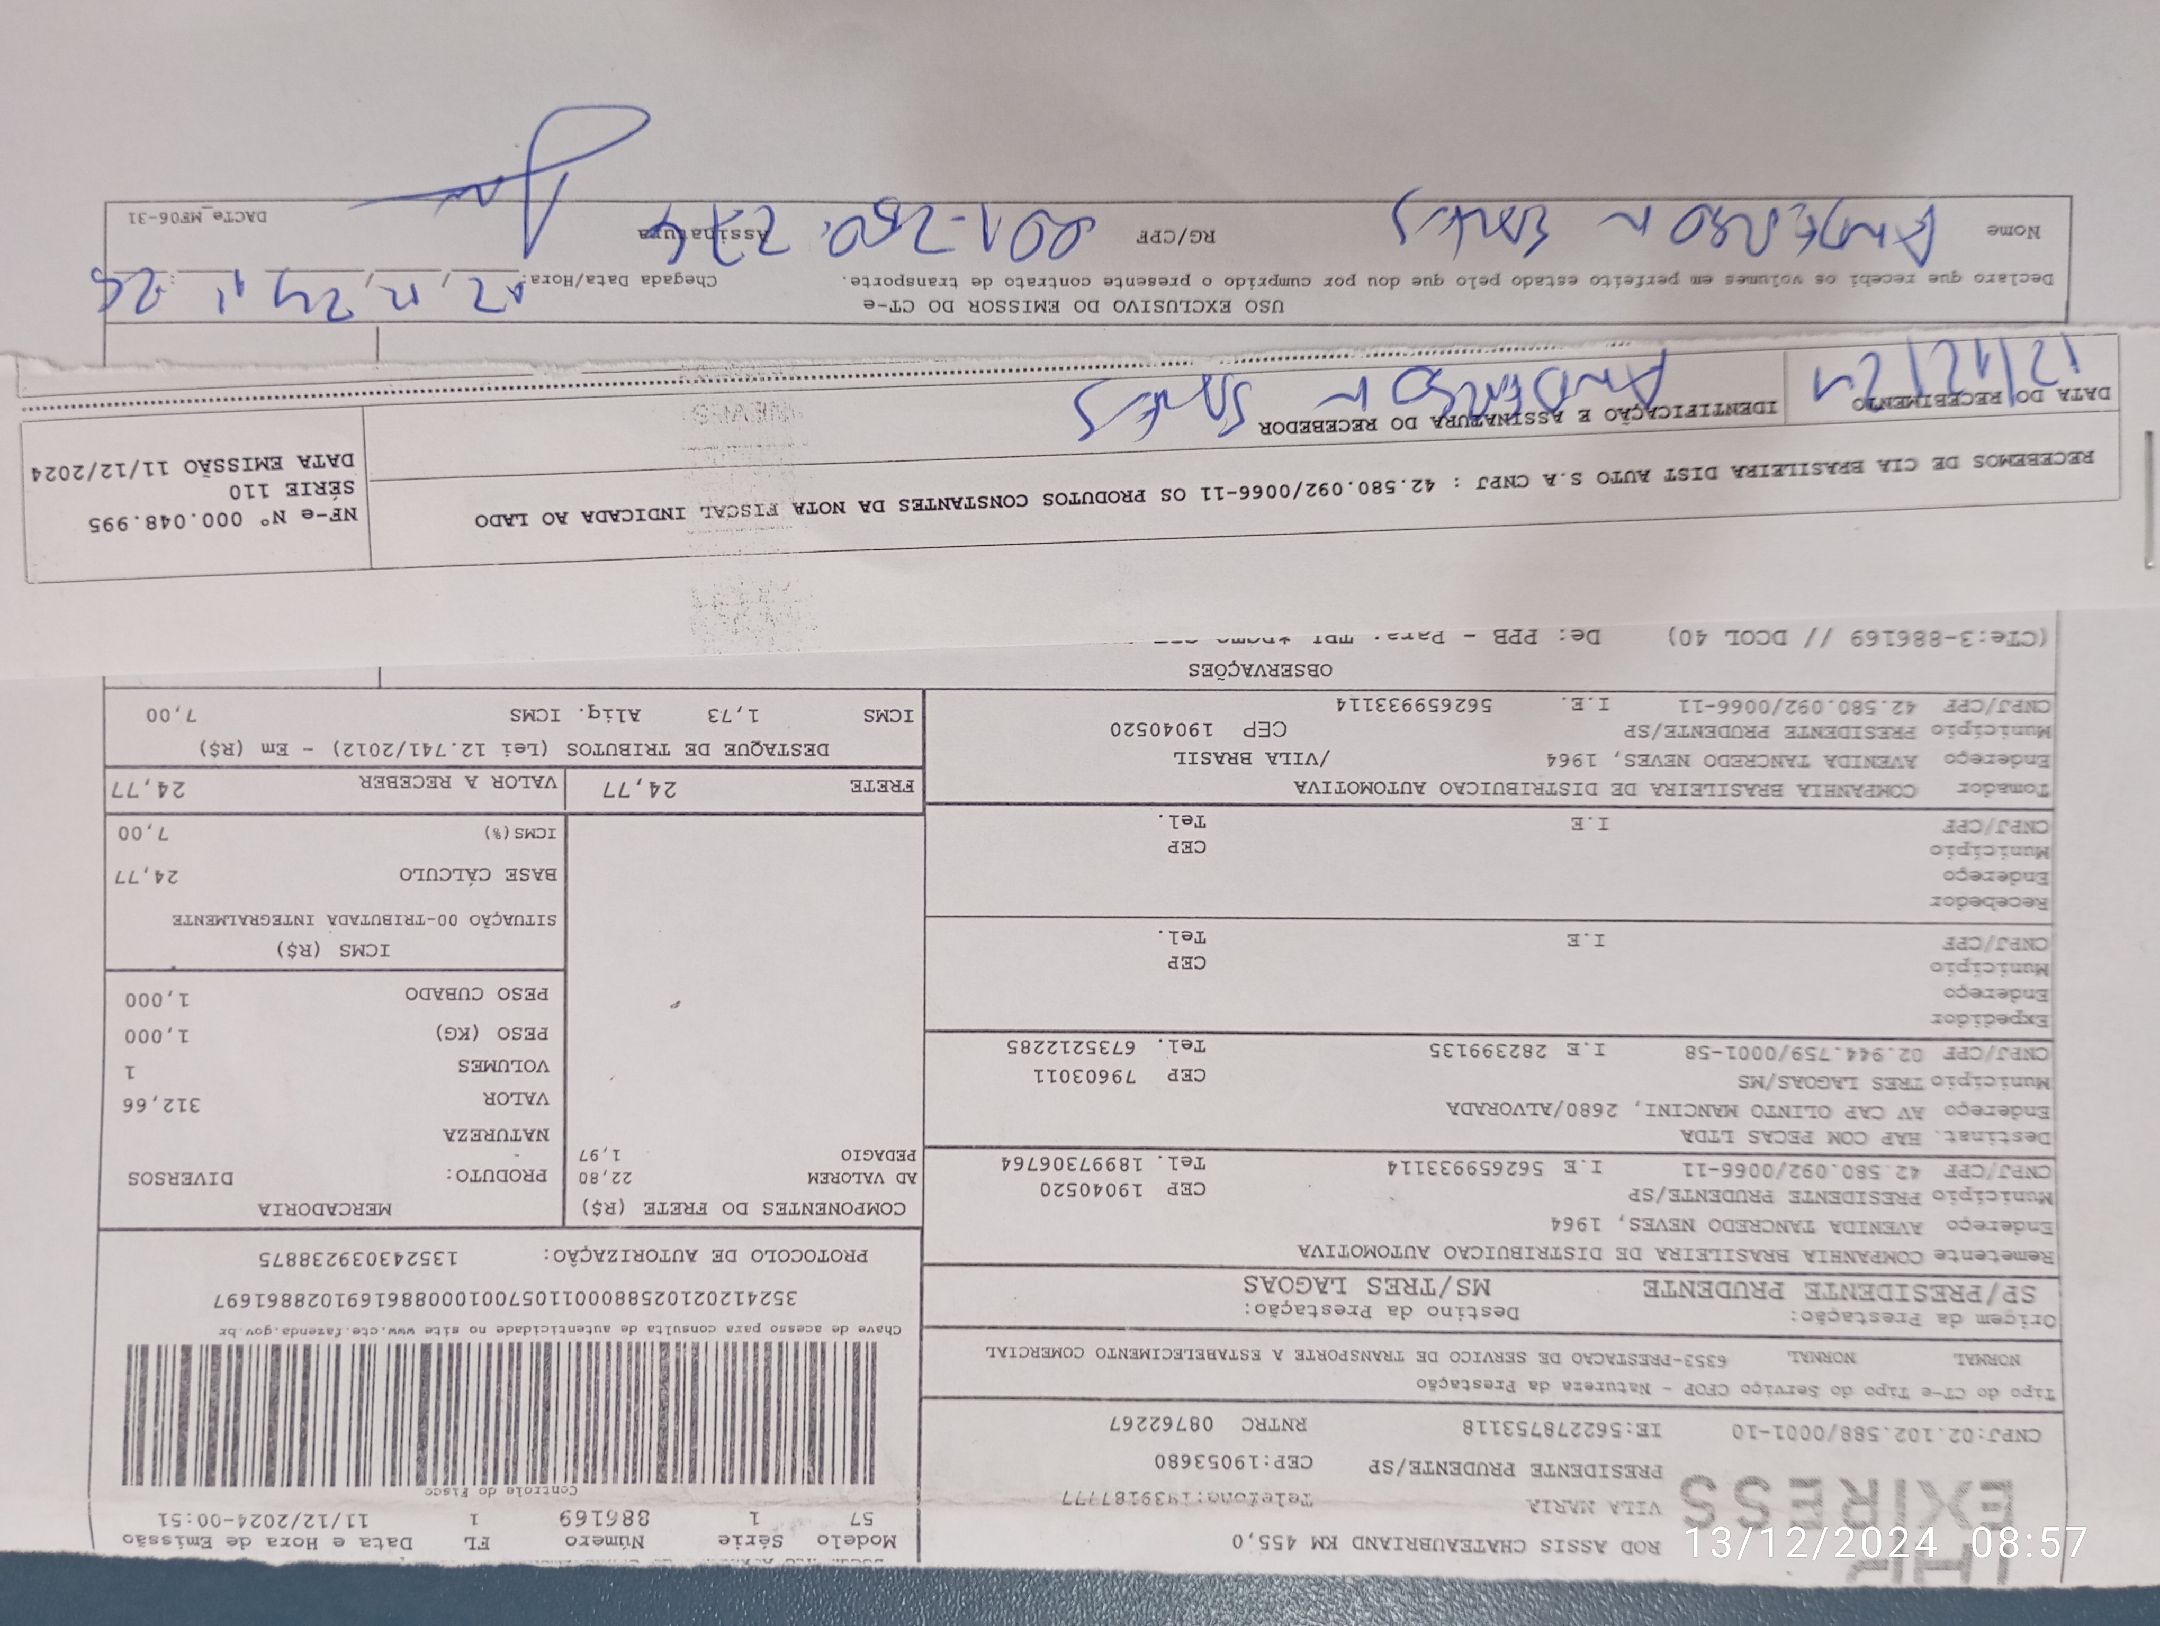 EXPRESS
ROD ASSIS CHATEAUBRIAND KM 455,0
VILA MARIA Telefone:1839187777
PRESIDENTE PRUDENTE/SP CEP:19053680
CNPJ:02.102.588/0001-10 IE:562278753118 RNTRC 08762267
Modelo Série Número FL Data e Hora de Emissão
57 1 886169 1 11/12/2024-00:51
Controle do Fisco
Chave de acesso para consulta de autenticidade no site www.cte.fazenda.gov.br
35241202102588000110570010008861691028861697
PROTOCOLO DE AUTORIZAÇÃO: 135243039238875
Tipo do CT-e Tipo do Serviço CFOP - Natureza da Prestação
NORMAL NORMAL 6353-PRESTACAO DE SERVICO DE TRANSPORTE A ESTABELECIMENTO COMERCIAL
Origem da Prestação: Destino da Prestação:
SP/PRESIDENTE PRUDENTE MS/TRES LAGOAS
Remetente COMPANHIA BRASILEIRA DE DISTRIBUICAO AUTOMOTIVA
Endereço AVENIDA TANCREDO NEVES, 1964
Município PRESIDENTE PRUDENTE/SP CEP 19040520
CNPJ/CPF 42.580.092/0066-11 I.E 562659933114 Tel. 18997306764
Destinat. HAP COM PECAS LTDA
Endereço AV CAP OLINTO MANCINI, 2680/ALVORADA
Município TRES LAGOAS/MS CEP 79603011
CNPJ/CPF 02.944.759/0001-58 I.E 282399135 Tel. 6735212285
Expedidor
Endereço
Município CEP
CNPJ/CPF I.E Tel.
Recebedor
Endereço
Município CEP
CNPJ/CPF I.E Tel.
Tomador COMPANHIA BRASILEIRA DE DISTRIBUICAO AUTOMOTIVA
Endereço AVENIDA TANCREDO NEVES, 1964 /VILA BRASIL
Município PRESIDENTE PRUDENTE/SP CEP 19040520
CNPJ/CPF 42.580.092/0066-11 I.E. 562659933114
COMPONENTES DO FRETE (R$)
AD VALOREM 22,80
PEDAGIO 1,97
MERCADORIA
PRODUTO: DIVERSOS
NATUREZA
VALOR 312,66
VOLUMES 1
PESO (KG) 1,000
PESO CUBADO 1,000
ICMS (R$)
SITUAÇÃO 00-TRIBUTADA INTEGRALMENTE
BASE CÁLCULO 24,77
ICMS(%) 7,00
FRETE 24,77 VALOR A RECEBER 24,77
DESTAQUE DE TRIBUTOS (Lei 12.741/2012) - Em (R$)
ICMS 1,73 Aliq. ICMS 7,00
OBSERVAÇÕES
(CTe:3-886169 // DCOL 40) De: PPB - Para:
RECEBEMOS DE CIA BRASILEIRA DIST AUTO S.A CNPJ : 42.580.092/0066-11 OS PRODUTOS CONSTANTES DA NOTA FISCAL INDICADA AO LADO
NF-e Nº 000.048.995
SÉRIE 110
DATA EMISSÃO 11/12/2024
DATA DO RECEBIMENTO IDENTIFICAÇÃO E ASSINATURA DO RECEBEDOR
12/12/24 ANDERSON
USO EXCLUSIVO DO EMISSOR DO CT-e
Declaro que recebi os volumes em perfeito estado pelo que dou por cumprido o presente contrato de transporte. Chegada Data/Hora: 12, 12, 24
Nome ANDERSON RG/CPF 001.260.274 Assinatura
DACTe_MF06-31
13/12/2024 08:57